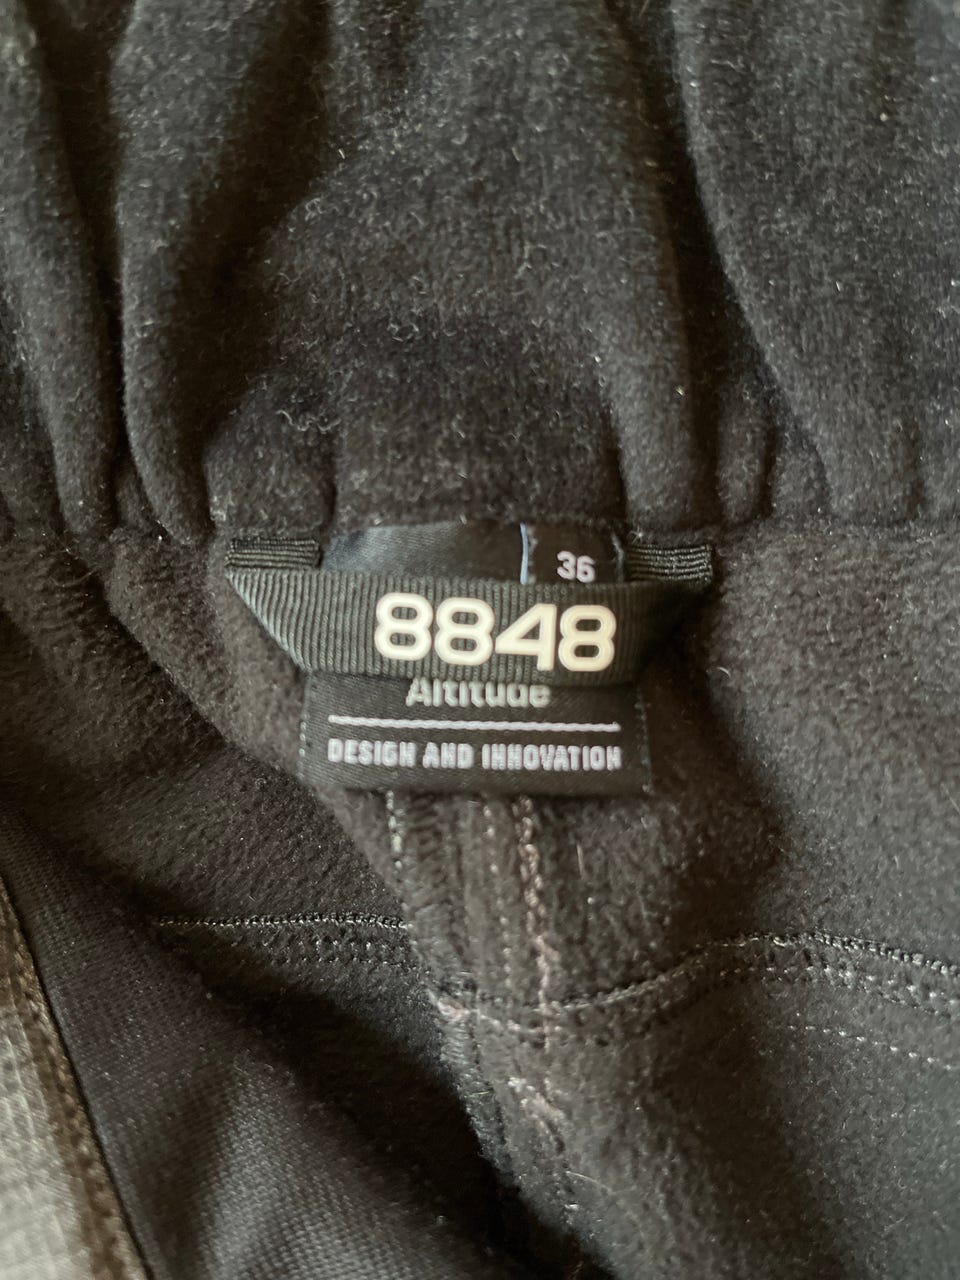 36
8848
Altitude
DESIGN AND INNOVATION